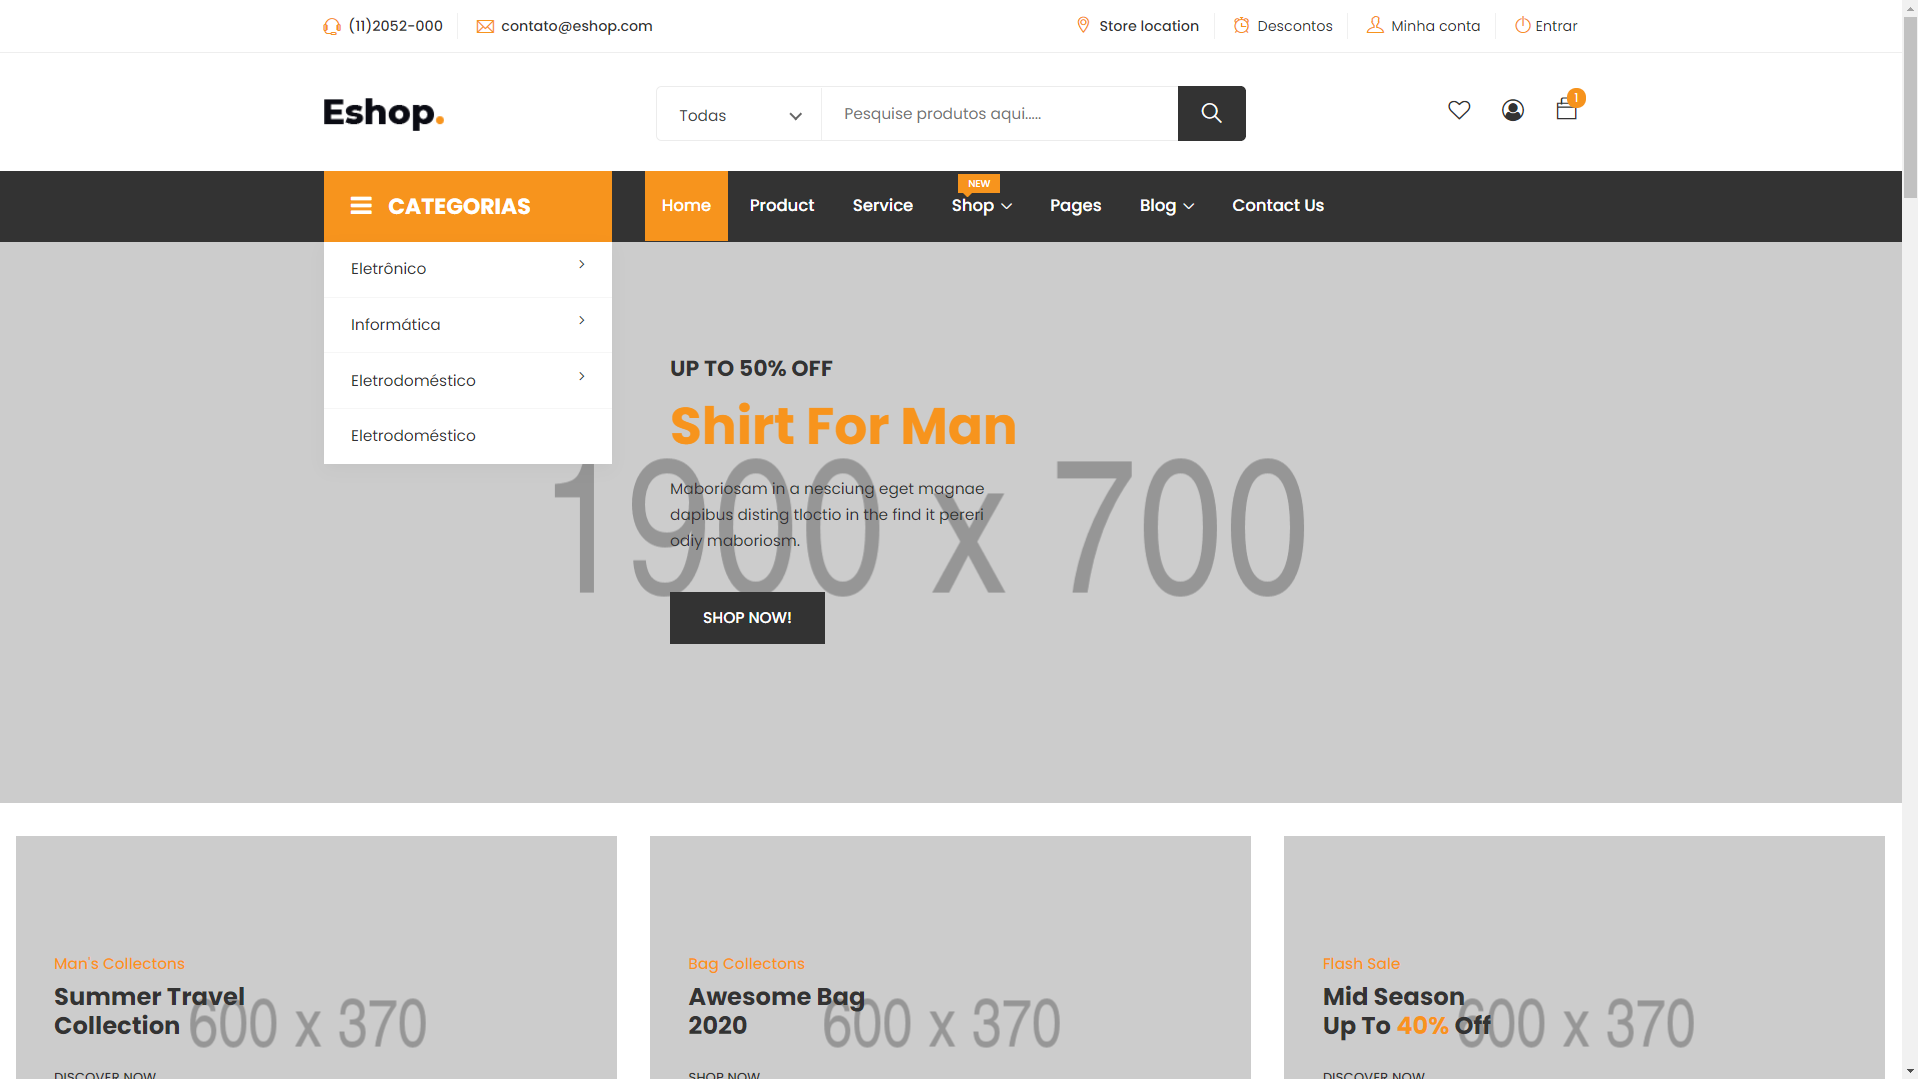 (11)2052-000
contato@eshop.com
Store location
Descontos
Minha conta
Entrar
Eshop.
Todas
Pesquise produtos aqui.....
1
CATEGORIAS
Home
Product
Service
NEW
Shop
Pages
Blog
Contact Us
Eletrônico
Informática
Eletrodoméstico
Eletrodoméstico
UP TO 50% OFF
Shirt For Man
1900 x 700
Maboriosam in a nesciung eget magnae
dapibus disting tloctio in the find it pereri
odiy maboriosm.
SHOP NOW!
Man's Collectons
Summer Travel
Collection
600 x 370
DISCOVER NOW
Bag Collectons
Awesome Bag
2020
600 x 370
SHOP NOW
Flash Sale
Mid Season
Up To 40% Off
600 x 370
DISCOVER NOW